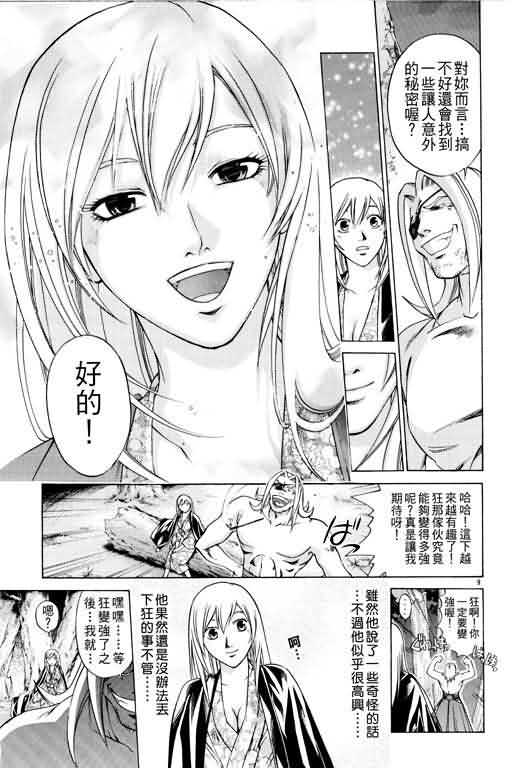 對妳而言…搞
不好還會找到
一些讓人意外
的秘密喔？
好的！
哈哈！這下越
來越有趣了！
狂那傢伙究竟
能夠變得多強
呢？真是讓我
期待呀！
ばっ
9
狂啊，你
一定要變
強喔！
雖然他說了一些奇怪的話
……不過他似乎很高興…
呵…
他果然還是沒辦法丟
下狂的事不管……
嘿嘿……等
狂變強了之
後…我就…
嗯？